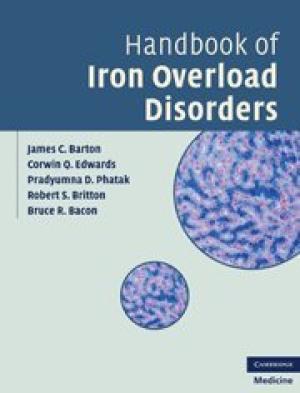 Handbook of
Iron Overload
Disorders
James C. Barton
Corwin Q. Edwards
Pradyumna D. Phatak
Robert S. Britton
Bruce R. Bacon
CAMBRIDGE
Medicine